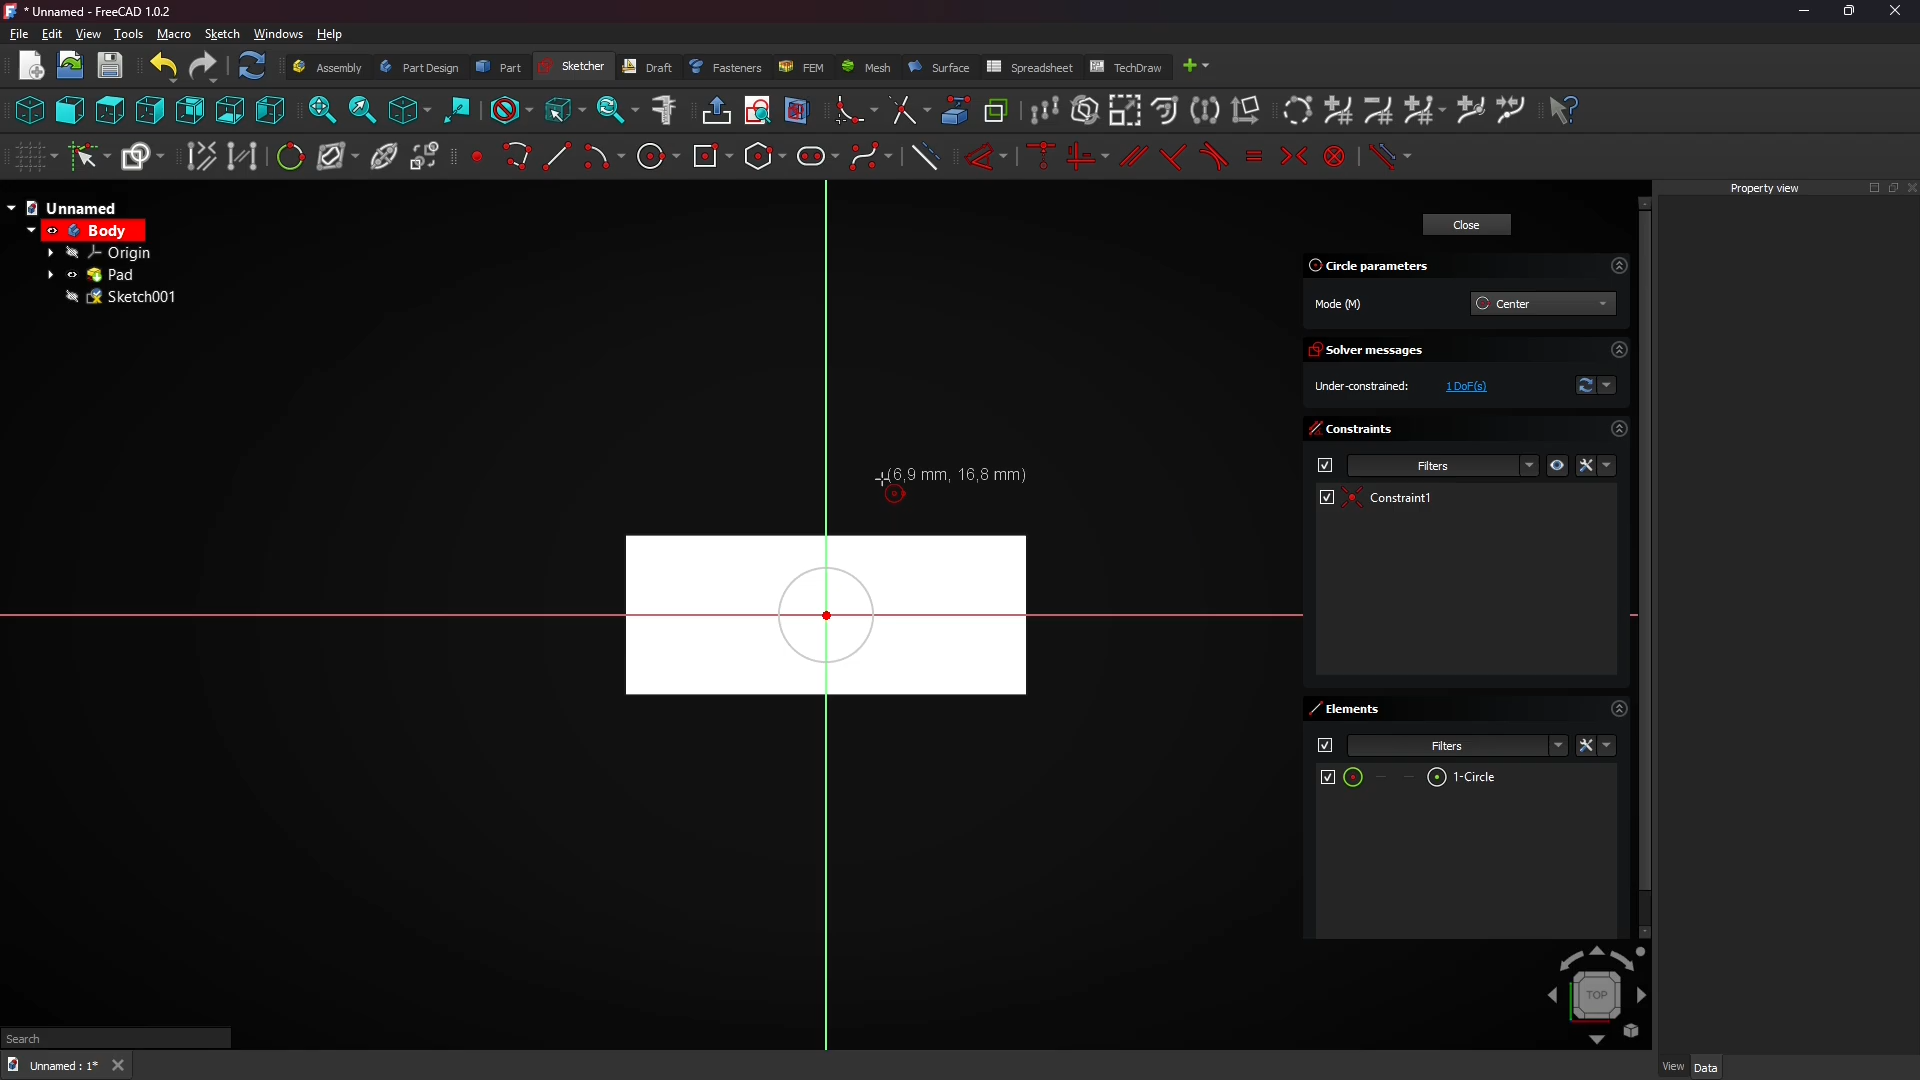 * Unnamed - FreeCAD 1.0.2
File Edit View Tools Macro Sketch Windows Help
Assembly Part Design Part Sketcher Draft Fasteners FEM Mesh Surface Spreadsheet TechDraw
Property view
Unnamed
Body
Origin
Pad
Sketch001
Close
Circle parameters
Mode (M) Center
Solver messages
Under-constrained: 1 DoF(s)
Constraints
Filters
Constraint1
(6,9 mm, 16,8 mm)
Elements
Filters
1-Circle
TOP
Search
Unnamed : 1*
View Data